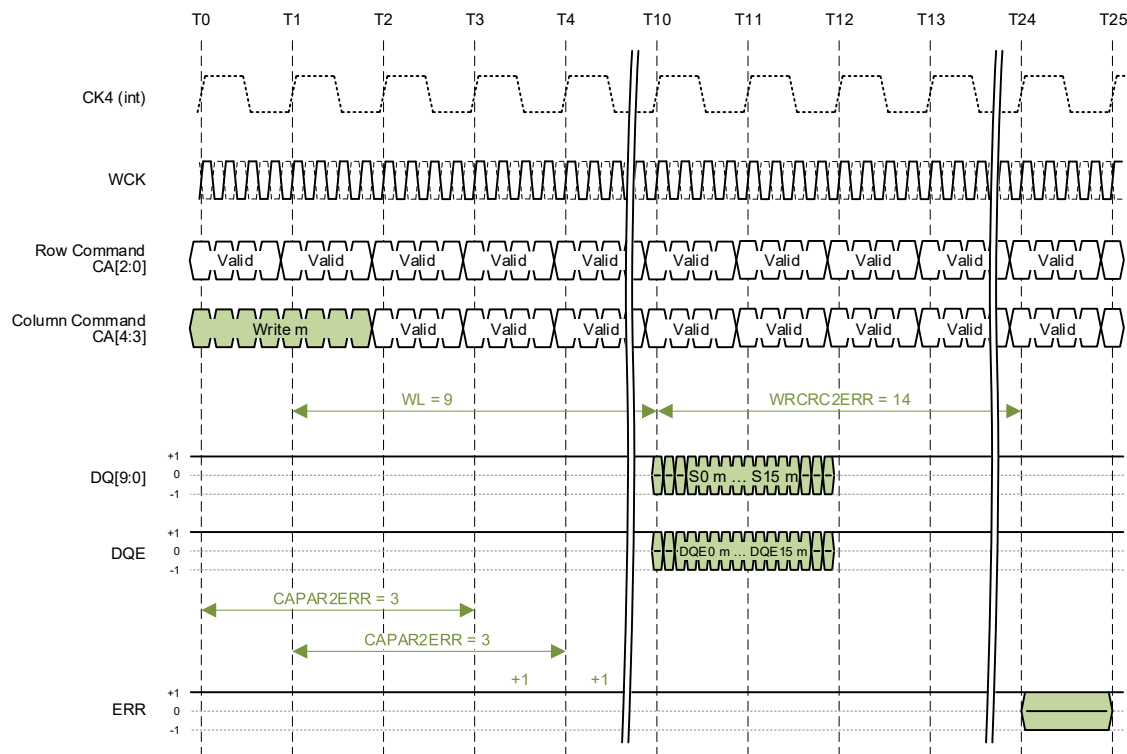 T0 T1 T2 T3 T4 T10 T11 T12 T13 T24 T25
CK4 (int)
WCK
Row Command
CA[2:0]
Valid Valid Valid Valid Valid Valid Valid Valid Valid Valid
Column Command
CA[4:3]
Write m Valid Valid Valid Valid Valid Valid Valid Valid
WL = 9 WRCRC2ERR = 14
DQ[9:0]
+1
0
-1
S0 m ... S15 m
DQE
+1
0
-1
DQE0 m ... DQE15 m
CAPAR2ERR = 3
CAPAR2ERR = 3
+1 +1
ERR
+1
0
-1